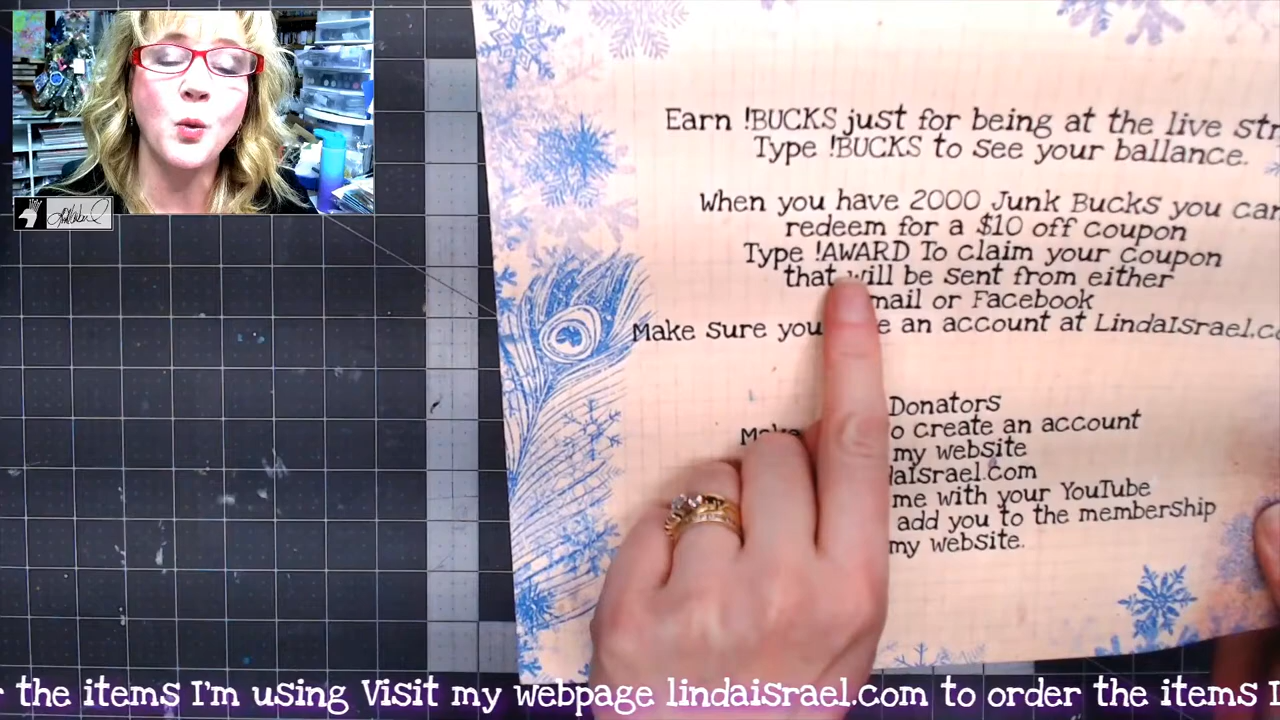 Earn !BUCKS just for being at the live
Type !BUCKS to see your ballance.
When you have 2000 Junk Bucks you can
redeem for a $10 off coupon
Type !AWARD To claim your coupon
that will be sent from either
mail or Facebook
Make Sure you an account at LindaIsrael.c
Donators
Make o create an account
my website
daIsrael.com
me with your YouTube
add you to the membership
my website.
the items I'm using Visit my webpage lindaisrael.com to order the items I